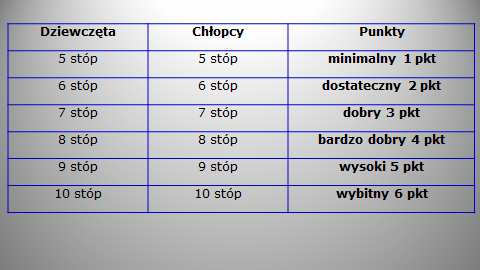 Dziewczęta Chłopcy Punkty
5 stóp 5 stóp minimalny 1 pkt
6 stóp 6 stóp dostateczny 2 pkt
7 stóp 7 stóp dobry 3 pkt
8 stóp 8 stóp bardzo dobry 4 pkt
9 stóp 9 stóp wysoki 5 pkt
10 stóp 10 stóp wybitny 6 pkt